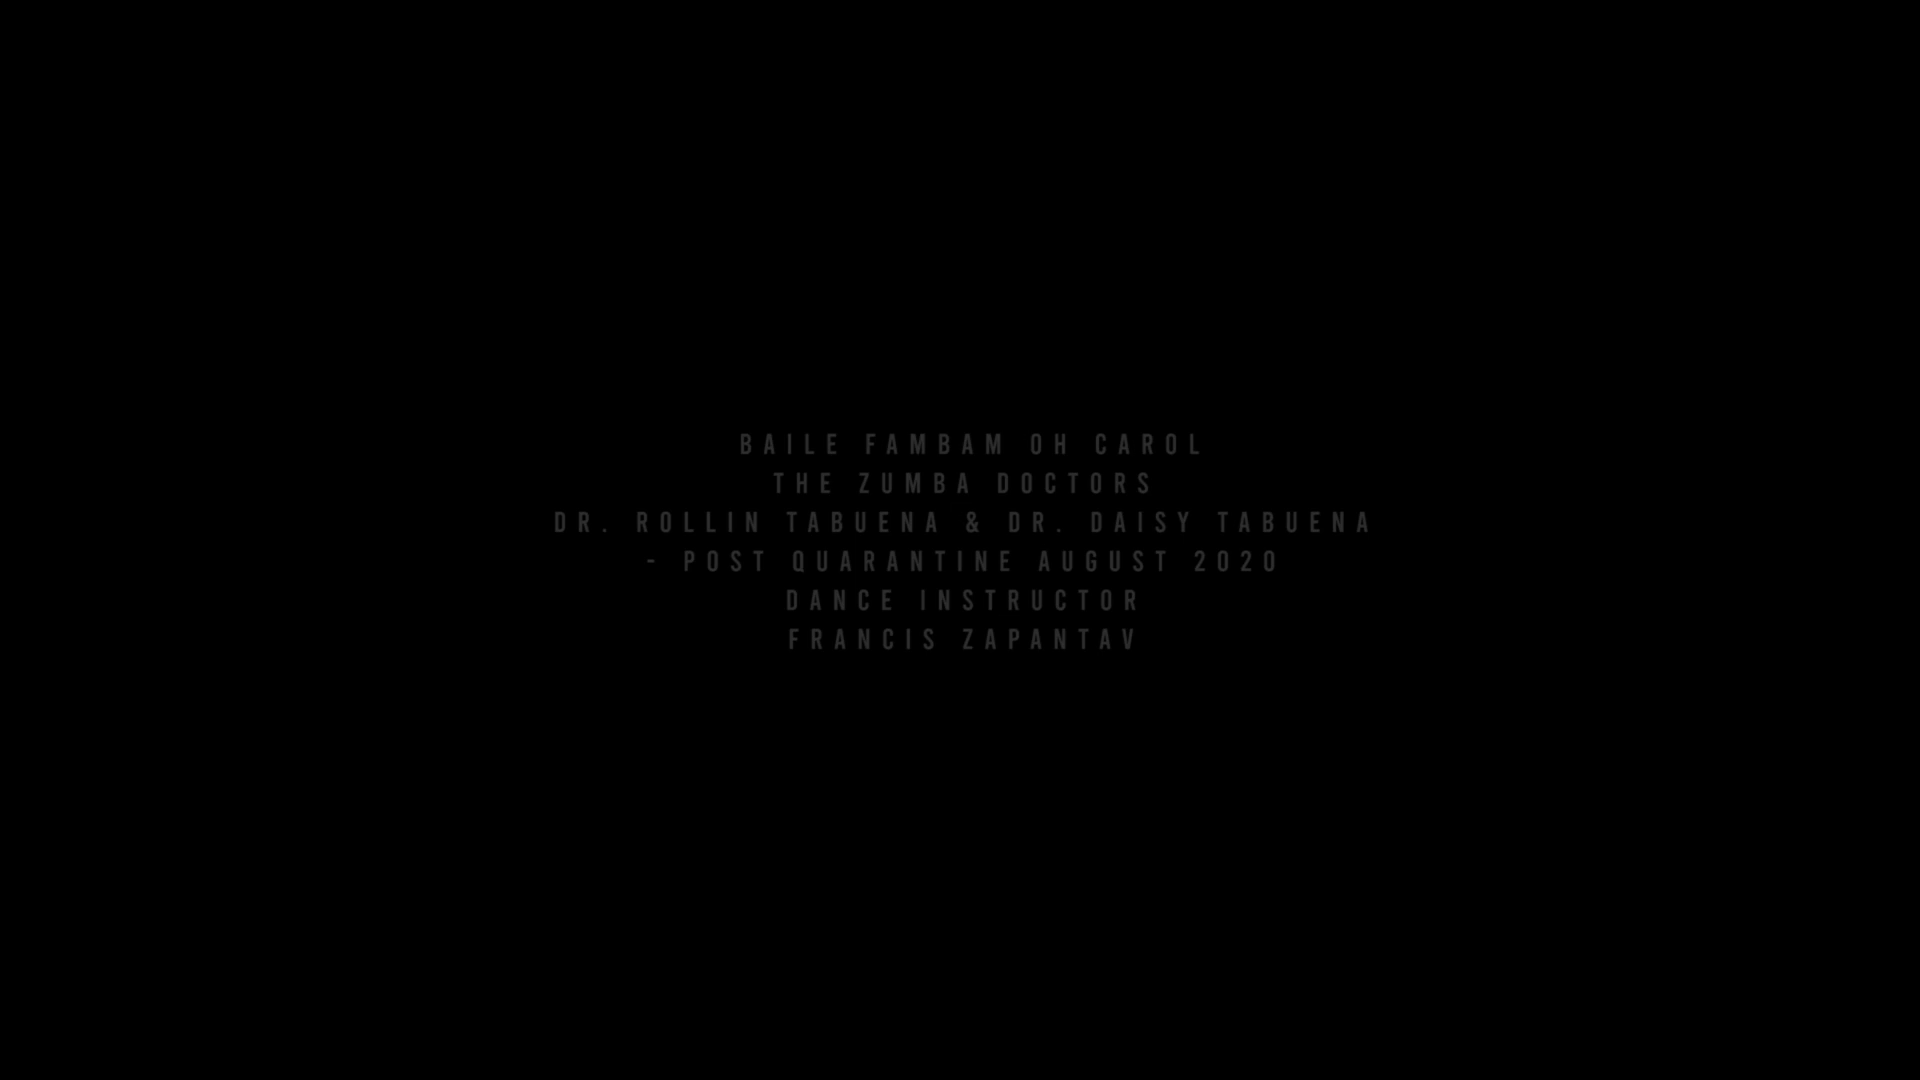 BAILE FAMBAM OH CAROL
THE ZUMBA DOCTORS
DR. ROLLIN TABUENA & DR. DAISY TABUENA
- POST QUARANTINE AUGUST 2020
DANCE INSTRUCTOR
FRANCIS ZAPANTAV